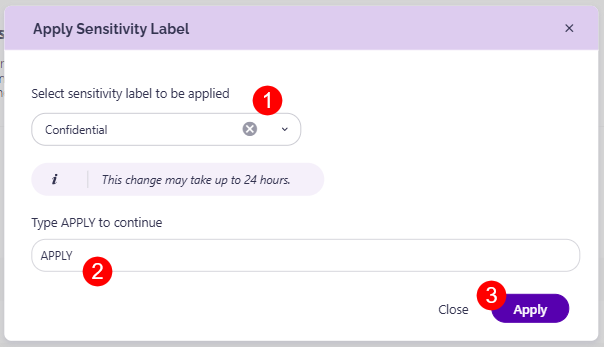 Apply Sensitivity Label
Select sensitivity label to be applied
1
Confidential
i This change may take up to 24 hours.
Type APPLY to continue
APPLY
2
3
Close Apply